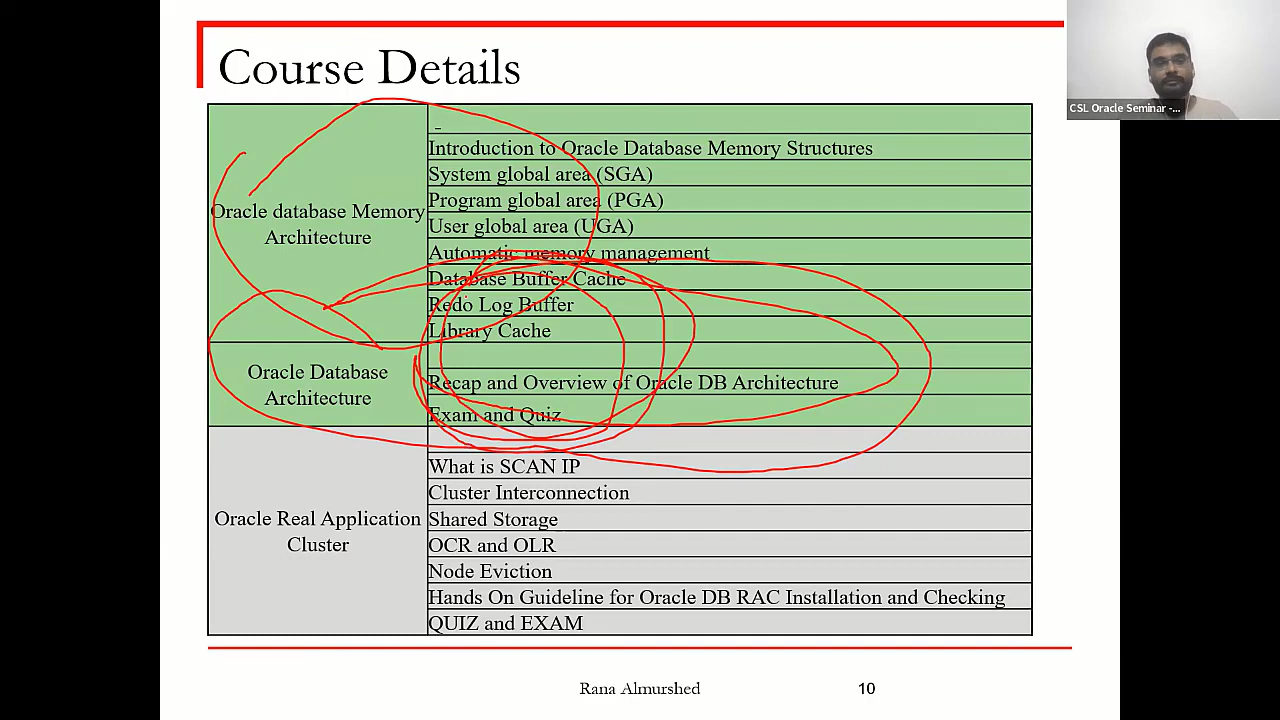 Course Details
CSL Oracle Seminar -...
-
Oracle database Memory
Architecture
Introduction to Oracle Database Memory Structures
System global area (SGA)
Program global area (PGA)
User global area (UGA)
Automatic memory management
Database Buffer Cache
Redo Log Buffer
Library Cache
Oracle Database
Architecture
Recap and Overview of Oracle DB Architecture
Exam and Quiz
Oracle Real Application
Cluster
What is SCAN IP
Cluster Interconnection
Shared Storage
OCR and OLR
Node Eviction
Hands On Guideline for Oracle DB RAC Installation and Checking
QUIZ and EXAM
Rana Almurshed
10